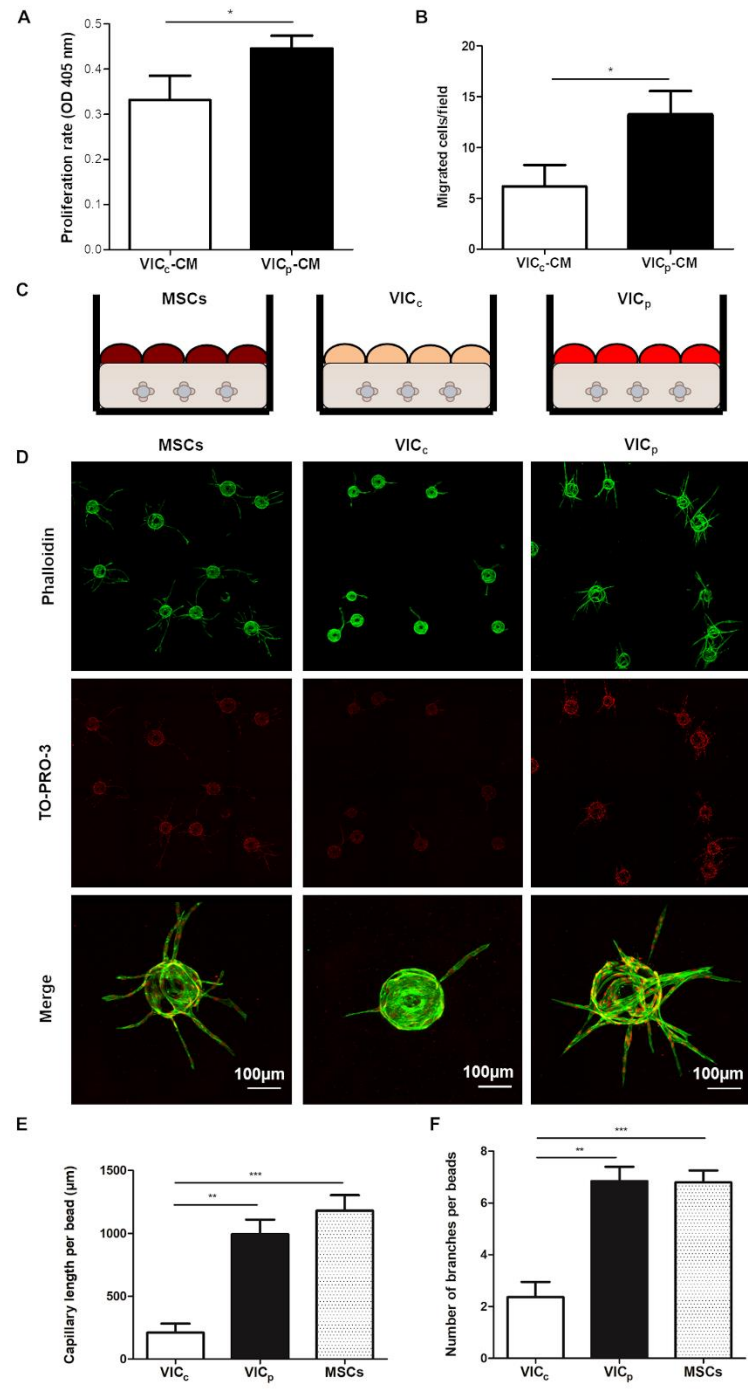 A
*
Proliferation rate (OD 405 nm)
0.5
0.4
0.3
0.2
0.1
0.0
VICc-CM
VICp-CM
B
*
Migrated cells/field
20
15
10
5
0
VICc-CM
VICp-CM
C
MSCs
VICc
VICp
D
MSCs
VICc
VICp
Phalloidin
TO-PRO-3
Merge
100µm
100µm
100µm
E
***
**
Capillary length per bead (µm)
1500
1000
500
0
VICc
VICp
MSCs
F
***
**
Number of branches per beads
8
6
4
2
0
VICc
VICp
MSCs